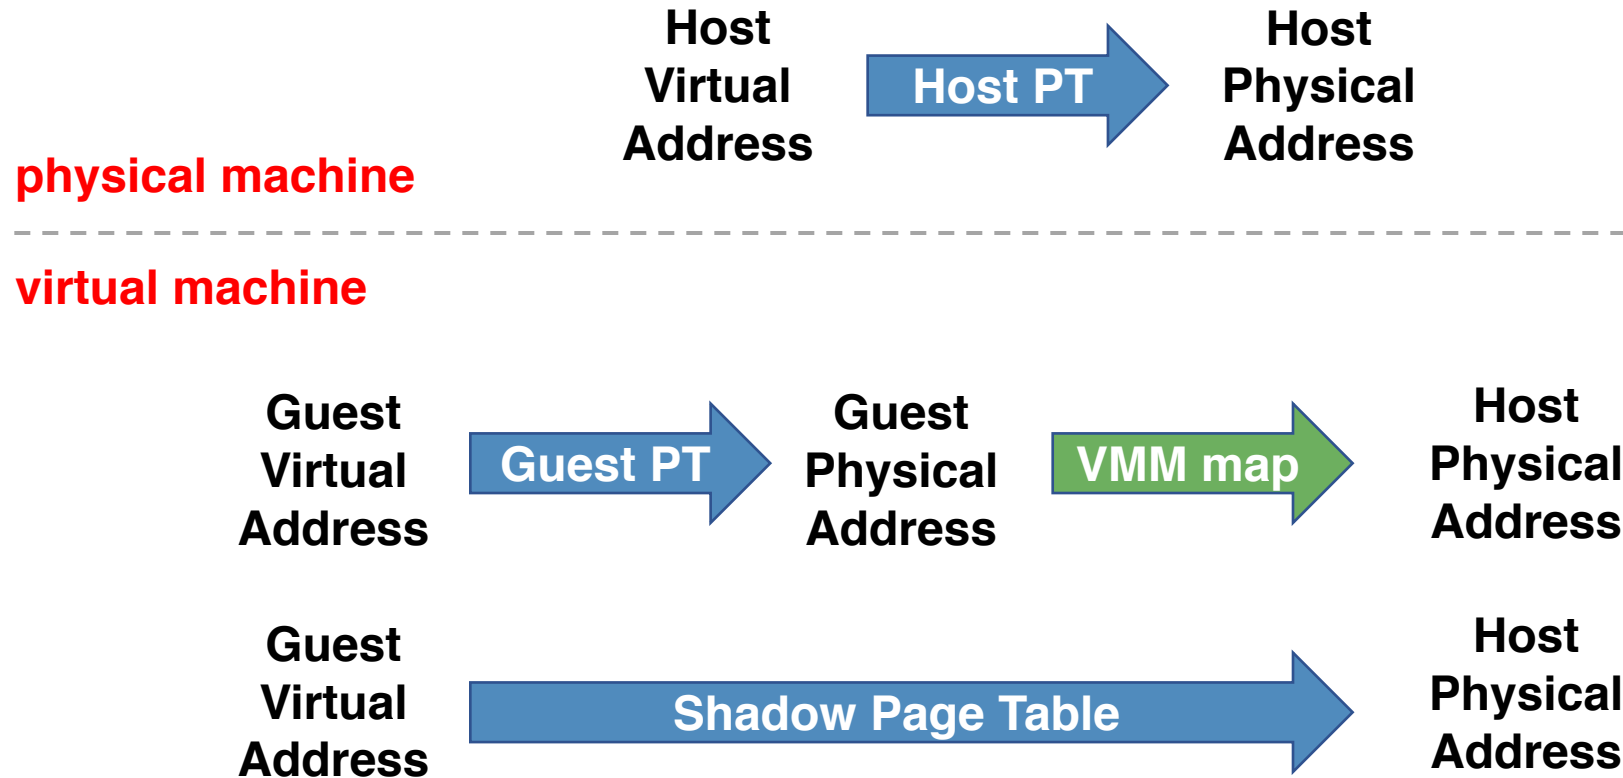 Host
Virtual
Address
Host PT
Host
Physical
Address
physical machine
virtual machine
Guest
Virtual
Address
Guest PT
Guest
Physical
Address
VMM map
Host
Physical
Address
Guest
Virtual
Address
Shadow Page Table
Host
Physical
Address